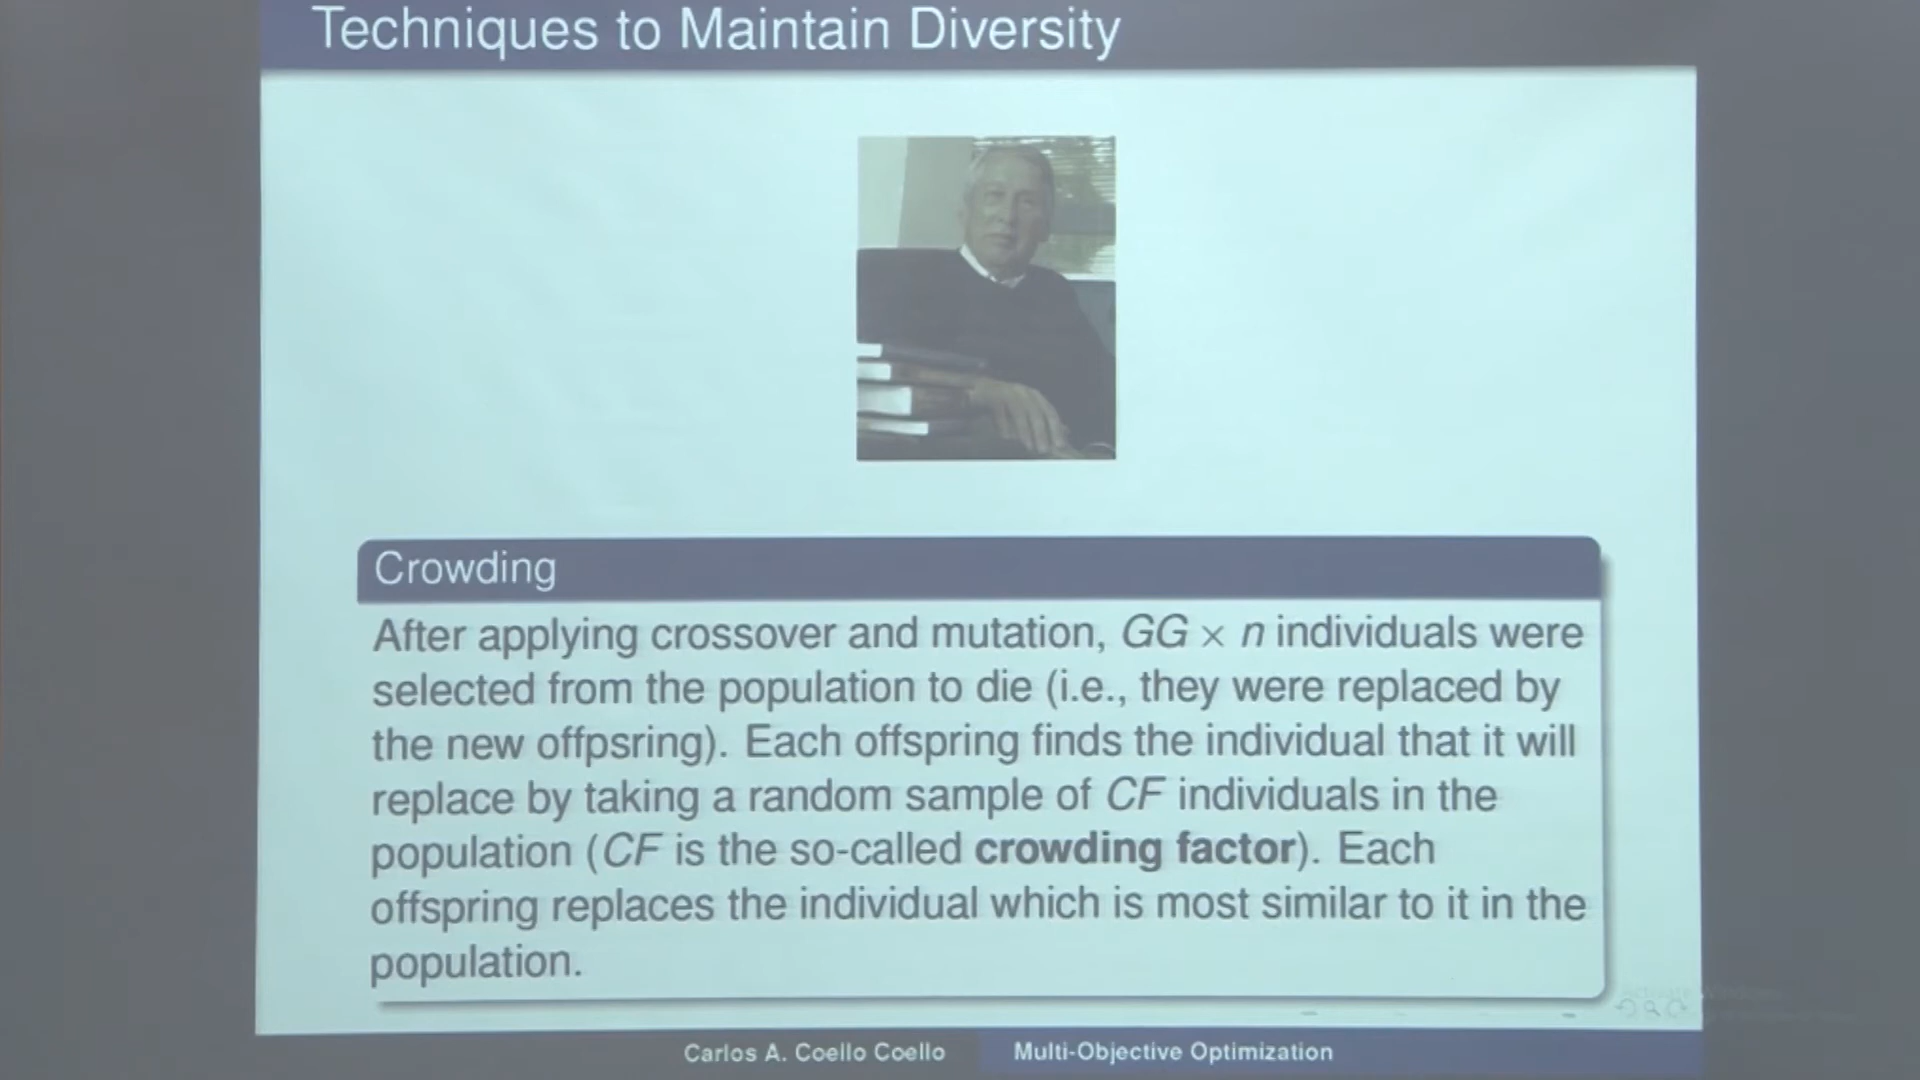 Techniques to Maintain Diversity
Crowding
After applying crossover and mutation, GG × n individuals were
selected from the population to die (i.e., they were replaced by
the new offpsring). Each offspring finds the individual that it will
replace by taking a random sample of CF individuals in the
population (CF is the so-called crowding factor). Each
offspring replaces the individual which is most similar to it in the
population.
Carlos A. Coello Coello Multi-Objective Optimization